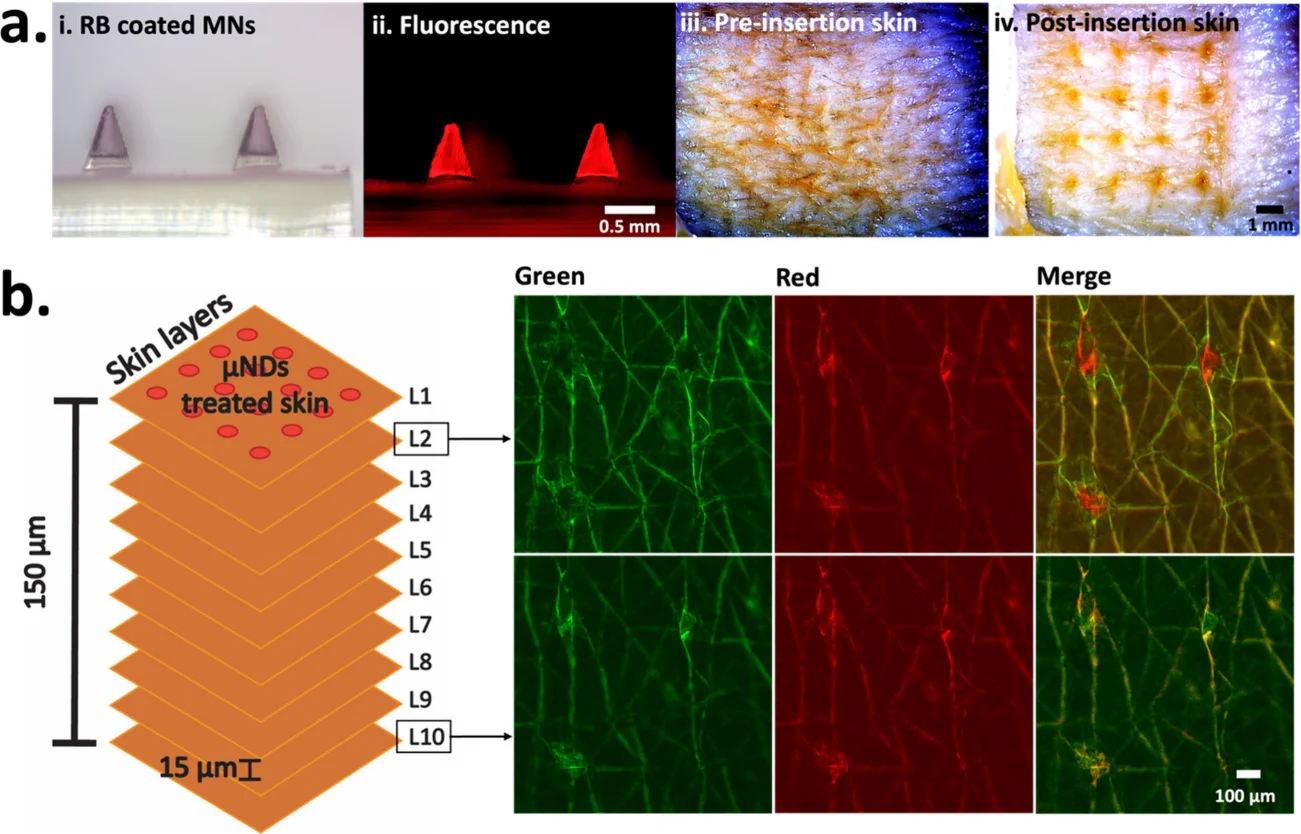 a.
i. RB coated MNs
ii. Fluorescence
iii. Pre-insertion skin
iv. Post-insertion skin
0.5 mm
1 mm
b.
Green
Red
Merge
Skin layers
μNDs
treated skin
L1
L2
L3
L4
L5
L6
L7
L8
L9
L10
150 μm
15 μm
100 μm